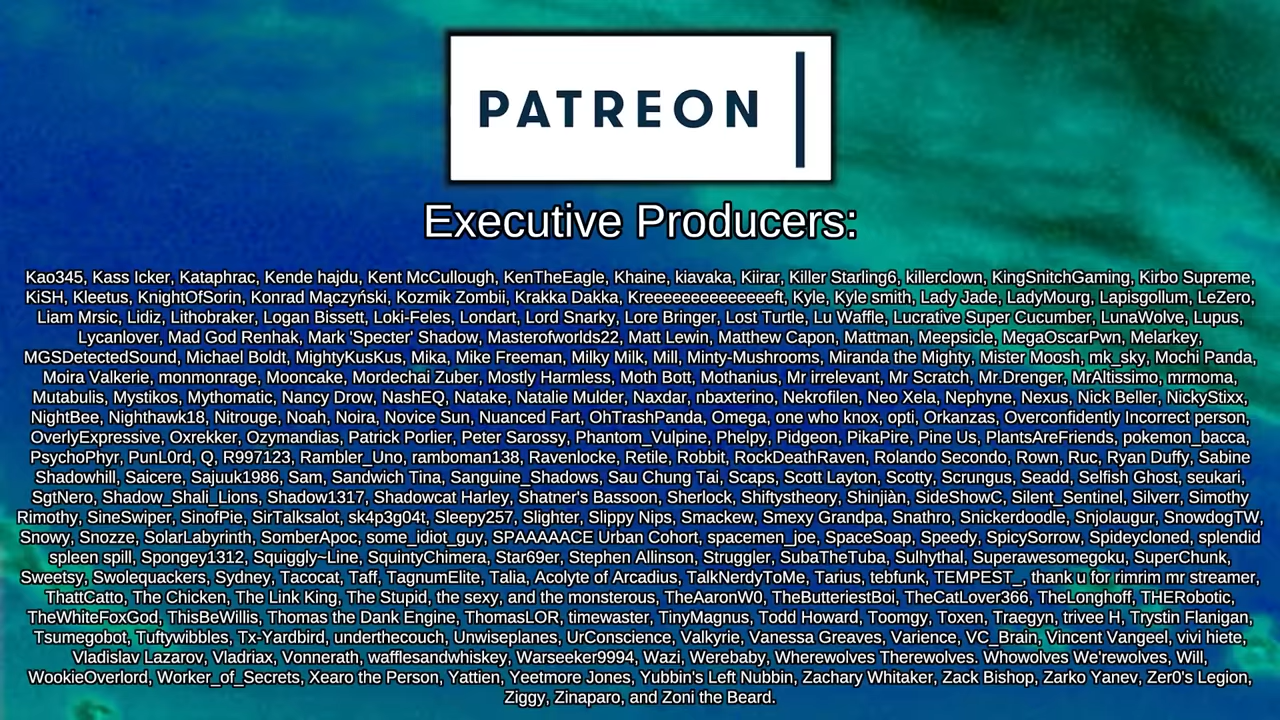 PATREON
Executive Producers:
Kao345, Kass Icker, Kataphrac, Kende hajdu, Kent McCullough, KenTheEagle, Khaine, kiavaka, Kiirar, Killer Starling6, killerclown, KingSnitchGaming, Kirbo Supreme,
KiSH, Kleetus, KnightOfSorin, Konrad Mączyński, Kozmik Zombii, Krakka Dakka, Kreeeeeeeeeeeeeeft, Kyle, Kyle smith, Lady Jade, LadyMourg, Lapisgollum, LeZero,
Liam Mrsic, Lidiz, Lithobraker, Logan Bissett, Loki-Feles, Londart, Lord Snarky, Lore Bringer, Lost Turtle, Lu Waffle, Lucrative Super Cucumber, LunaWolve, Lupus,
Lycanlover, Mad God Renhak, Mark 'Specter' Shadow, Masterofworlds22, Matt Lewin, Matthew Capon, Mattman, Meepsicle, MegaOscarPwn, Melarkey,
MGSDetectedSound, Michael Boldt, MightyKusKus, Mika, Mike Freeman, Milky Milk, Mill, Minty-Mushrooms, Miranda the Mighty, Mister Moosh, mk_sky, Mochi Panda,
Moira Valkerie, monmonrage, Mooncake, Mordechai Zuber, Mostly Harmless, Moth Bott, Mothanius, Mr irrelevant, Mr Scratch, Mr.Drenger, MrAltissimo, mrmoma,
Mutabulis, Mystikos, Mythomatic, Nancy Drow, NashEQ, Natake, Natalie Mulder, Naxdar, nbaxterino, Nekrofilen, Neo Xela, Nephyne, Nexus, Nick Beller, NickyStixx,
NightBee, Nighthawk18, Nitrouge, Noah, Noira, Novice Sun, Nuanced Fart, OhTrashPanda, Omega, one who knox, opti, Orkanzas, Overconfidently Incorrect person,
OverlyExpressive, Oxrekker, Ozymandias, Patrick Porlier, Peter Sarossy, Phantom_Vulpine, Phelpy, Pidgeon, PikaPire, Pine Us, PlantsAreFriends, pokemon_bacca,
PsychoPhyr, PunL0rd, Q, R997123, Rambler_Uno, ramboman138, Ravenlocke, Retile, Robbit, RockDeathRaven, Rolando Secondo, Rown, Ruc, Ryan Duffy, Sabine
Shadowhill, Saicere, Sajuuk1986, Sam, Sandwich Tina, Sanguine_Shadows, Sau Chung Tai, Scaps, Scott Layton, Scotty, Scrungus, Seadd, Selfish Ghost, seukari,
SgtNero, Shadow_Shali_Lions, Shadow1317, Shadowcat Harley, Shatner's Bassoon, Sherlock, Shiftystheory, Shinjiàn, SideShowC, Silent_Sentinel, Silverr, Simothy
Rimothy, SineSwiper, SinofPie, SirTalksalot, sk4p3g04t, Sleepy257, Slighter, Slippy Nips, Smackew, Smexy Grandpa, Snathro, Snickerdoodle, Snjolaugur, SnowdogTW,
Snowy, Snozze, SolarLabyrinth, SomberApoc, some_idiot_guy, SPAAAAACE Urban Cohort, spacemen_joe, SpaceSoap, Speedy, SpicySorrow, Spideycloned, splendid
spleen spill, Spongey1312, Squiggly~Line, SquintyChimera, Star69er, Stephen Allinson, Struggler, SubaTheTuba, Sulhythal, Superawesomegoku, SuperChunk,
Sweetsy, Swolequackers, Sydney, Tacocat, Taff, TagnumElite, Talia, Acolyte of Arcadius, TalkNerdyToMe, Tarius, tebfunk, TEMPEST_, thank u for rimrim mr streamer,
ThattCatto, The Chicken, The Link King, The Stupid, the sexy, and the monsterous, TheAaronW0, TheButteriestBoi, TheCatLover366, TheLonghoff, THERobotic,
TheWhiteFoxGod, ThisBeWillis, Thomas the Dank Engine, ThomasLOR, timewaster, TinyMagnus, Todd Howard, Toomgy, Toxen, Traegyn, trivee H, Trystin Flanigan,
Tsumegobot, Tuftywibbles, Tx-Yardbird, underthecouch, Unwiseplanes, UrConscience, Valkyrie, Vanessa Greaves, Varience, VC_Brain, Vincent Vangeel, vivi hiete,
Vladislav Lazarov, Vladriax, Vonnerath, wafflesandwhiskey, Warseeker9994, Wazi, Werebaby, Wherewolves Therewolves. Whowolves We'rewolves, Will,
WookieOverlord, Worker_of_Secrets, Xearo the Person, Yattien, Yeetmore Jones, Yubbin's Left Nubbin, Zachary Whitaker, Zack Bishop, Zarko Yanev, Zer0's Legion,
Ziggy, Zinaparo, and Zoni the Beard.